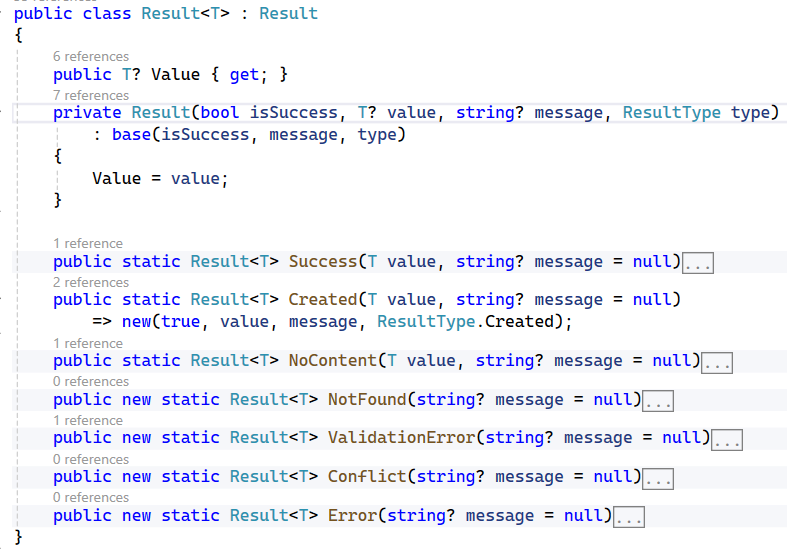 public class Result<T> : Result
{
6 references
public T? Value { get; }
7 references
private Result(bool isSuccess, T? value, string? message, ResultType type)
: base(isSuccess, message, type)
{
Value = value;
}
1 reference
public static Result<T> Success(T value, string? message = null)...
2 references
public static Result<T> Created(T value, string? message = null)
=> new(true, value, message, ResultType.Created);
1 reference
public static Result<T> NoContent(T value, string? message = null)...
0 references
public new static Result<T> NotFound(string? message = null)...
1 reference
public new static Result<T> ValidationError(string? message = null)...
0 references
public new static Result<T> Conflict(string? message = null)...
0 references
public new static Result<T> Error(string? message = null)...
}